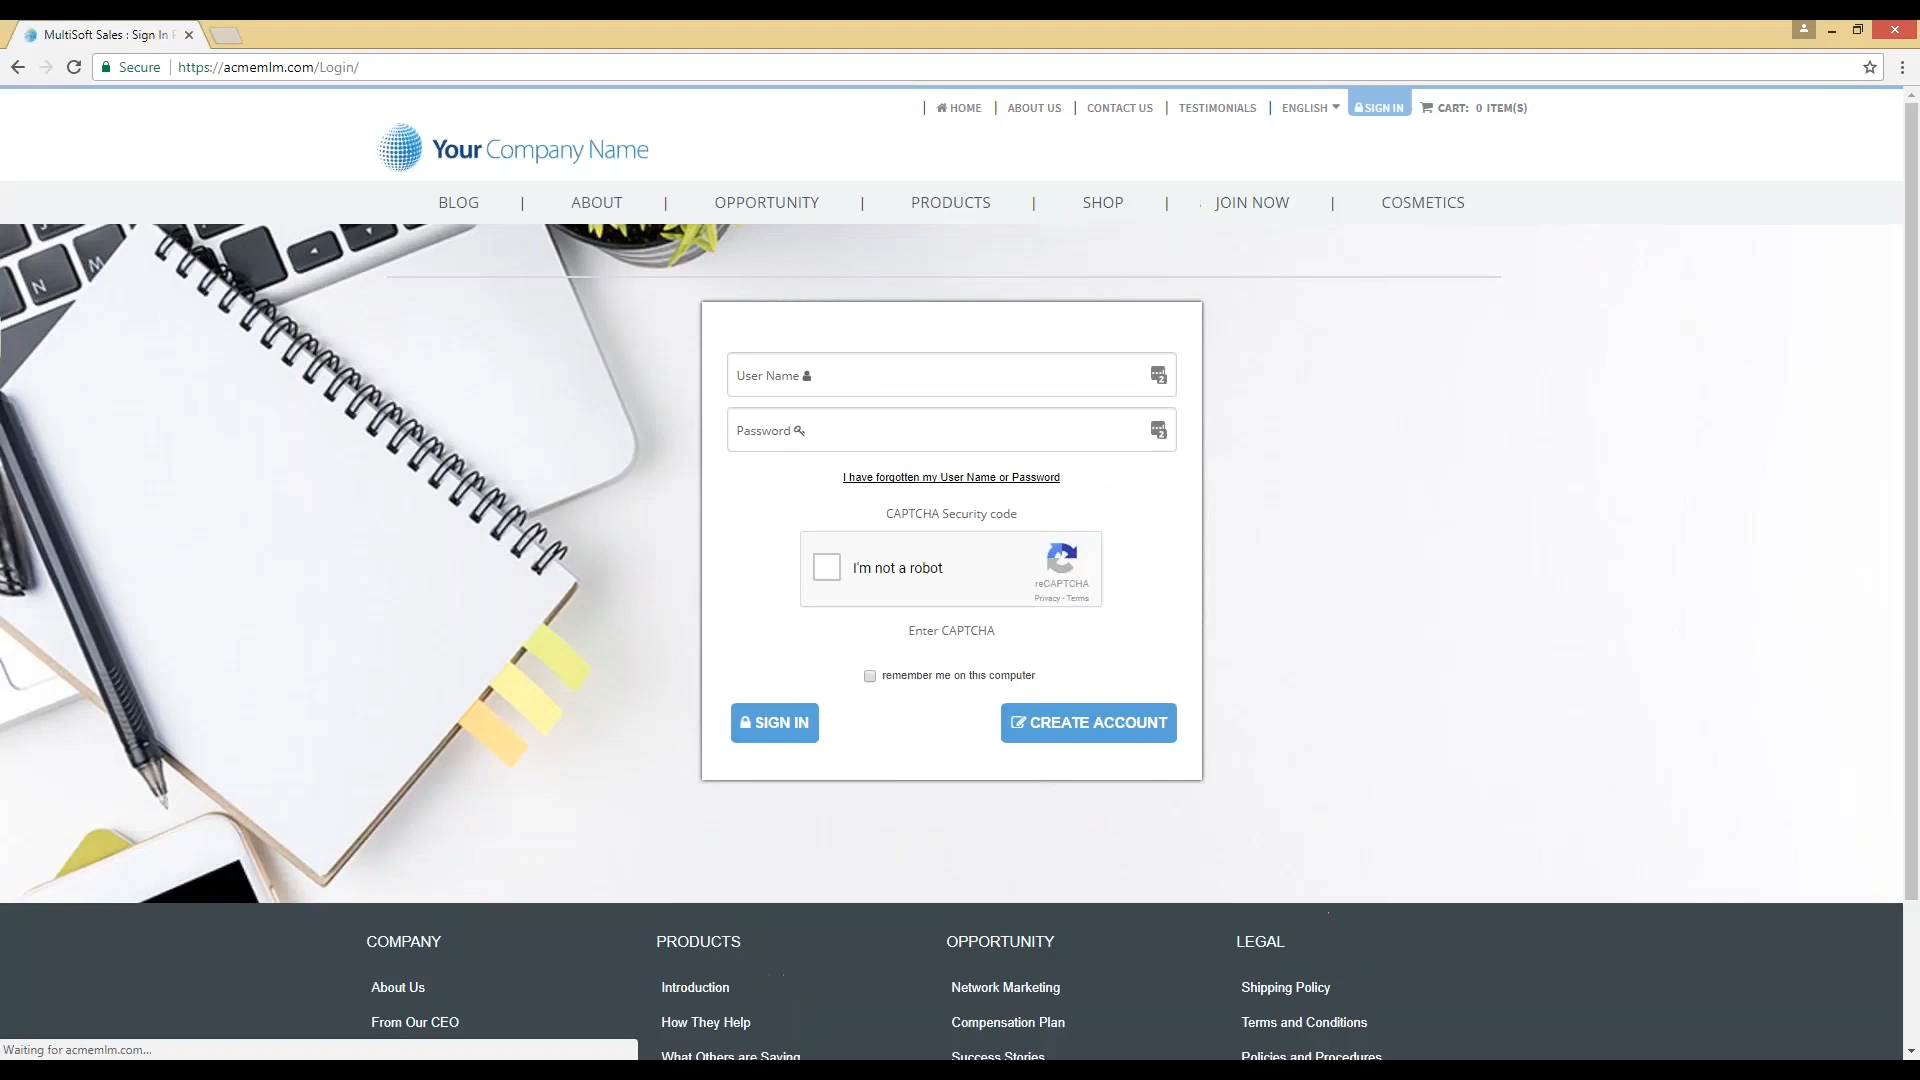 MultiSoft Sales : Sign In
Secure https://acmemlm.com/Login/
HOME | ABOUT US | CONTACT US | TESTIMONIALS | ENGLISH SIGN IN CART: 0 ITEM(S)
Your Company Name
BLOG | ABOUT | OPPORTUNITY | PRODUCTS | SHOP | JOIN NOW | COSMETICS
N M
User Name
Password
I have forgotten my User Name or Password
CAPTCHA Security code
I'm not a robot
reCAPTCHA
Privacy - Terms
Enter CAPTCHA
remember me on this computer
SIGN IN CREATE ACCOUNT
COMPANY PRODUCTS OPPORTUNITY LEGAL
About Us Introduction Network Marketing Shipping Policy
From Our CEO How They Help Compensation Plan Terms and Conditions
What Others are Saying Success Stories Policies and Procedures
Waiting for acmemlm.com...